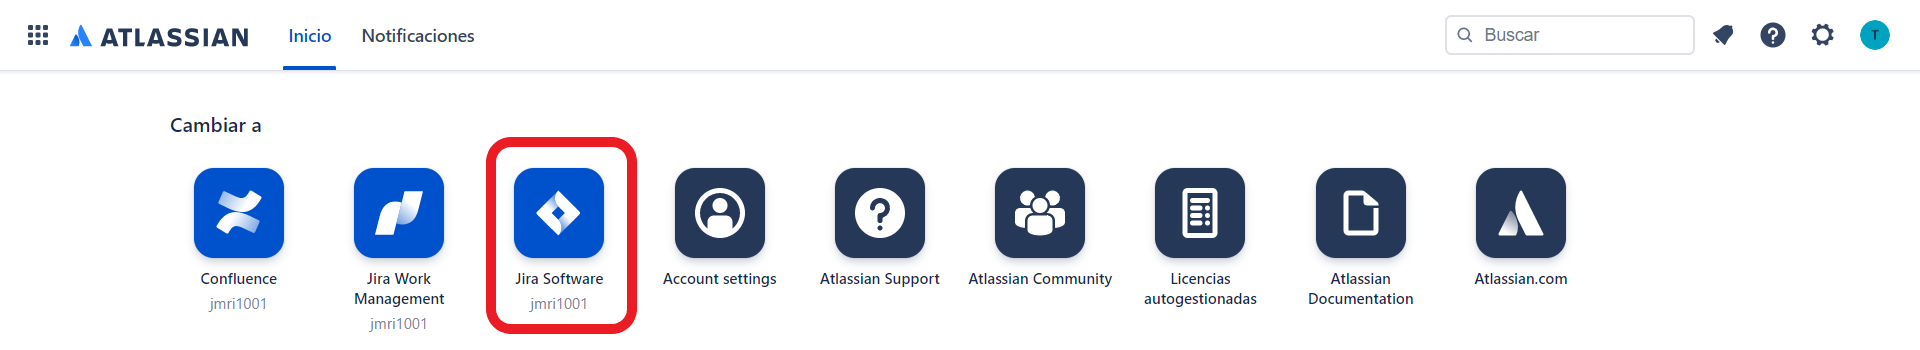 ATLASSIAN Inicio Notificaciones Buscar T
Cambiar a
Confluence
jmri1001
Jira Work
Management
jmri1001
Jira Software
jmri1001
Account settings
Atlassian Support
Atlassian Community
Licencias
autogestionadas
Atlassian
Documentation
Atlassian.com